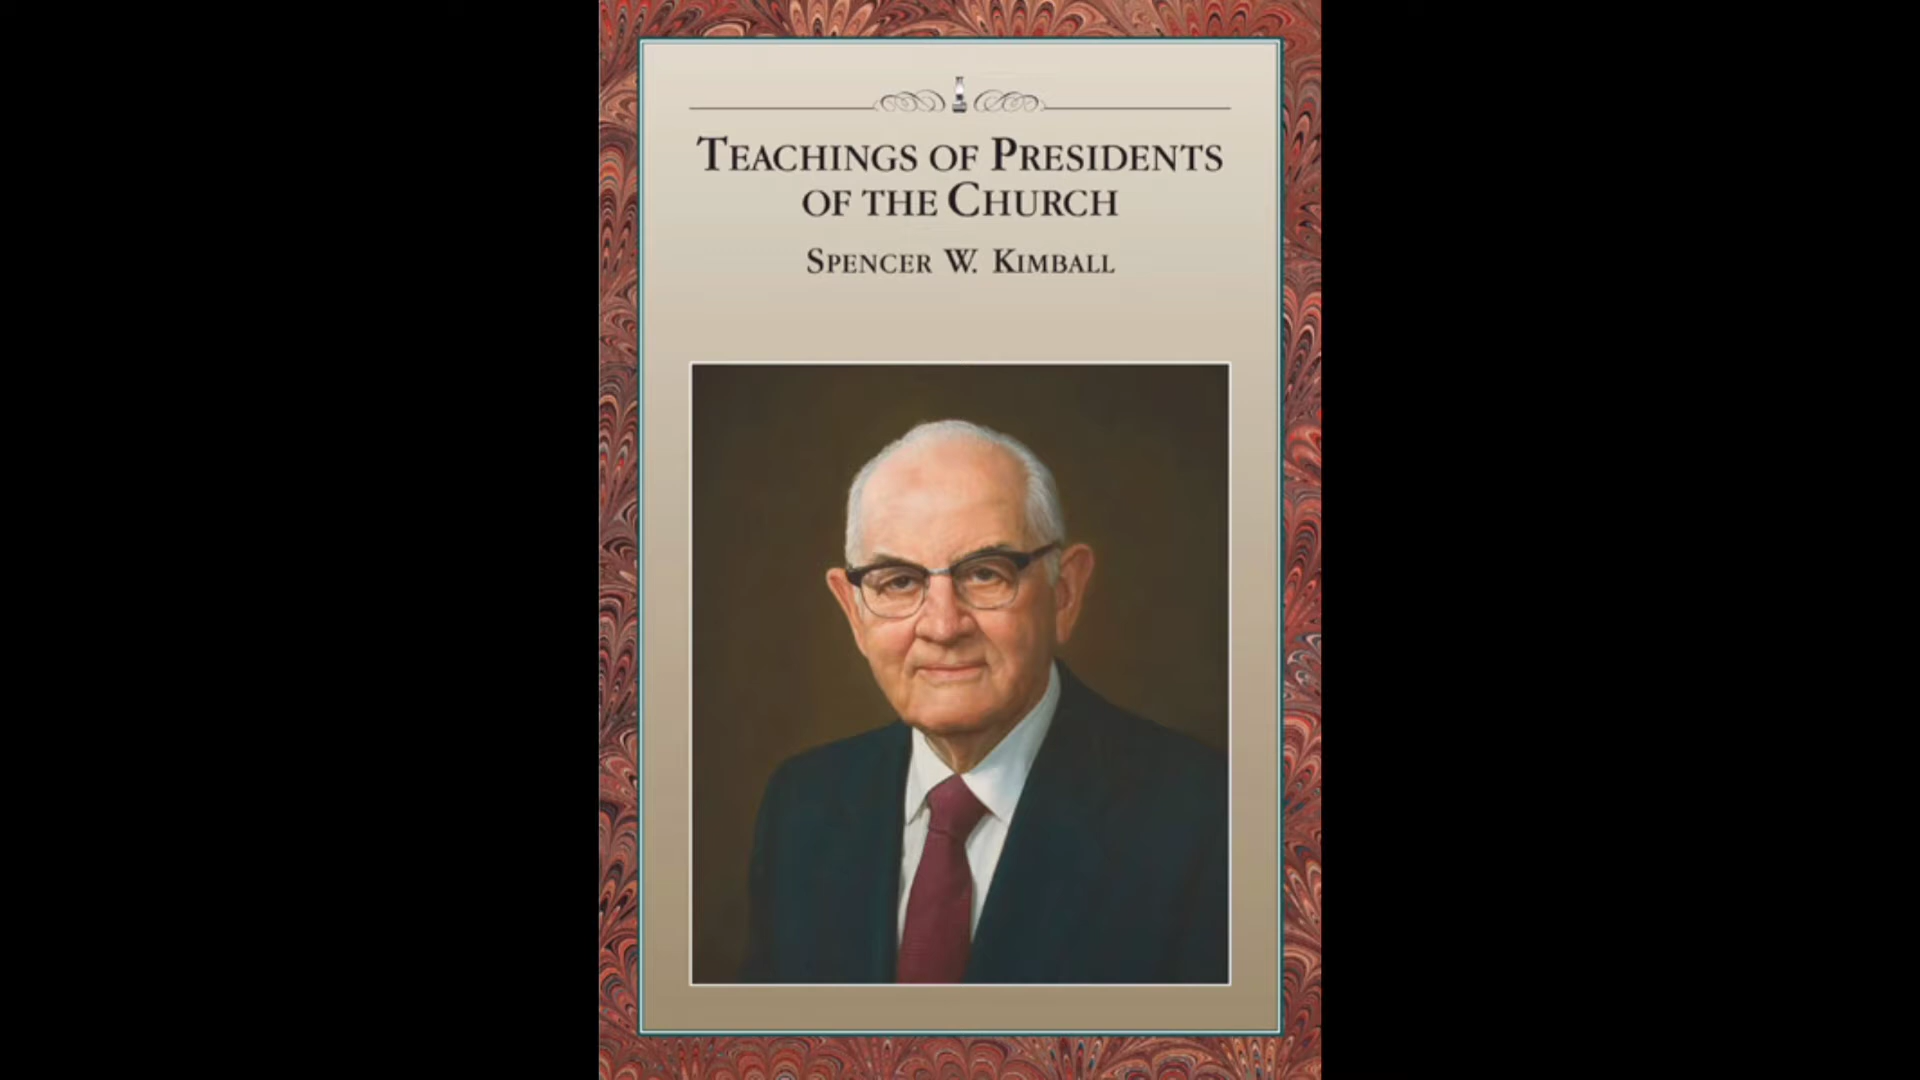 TEACHINGS OF PRESIDENTS
OF THE CHURCH
SPENCER W. KIMBALL